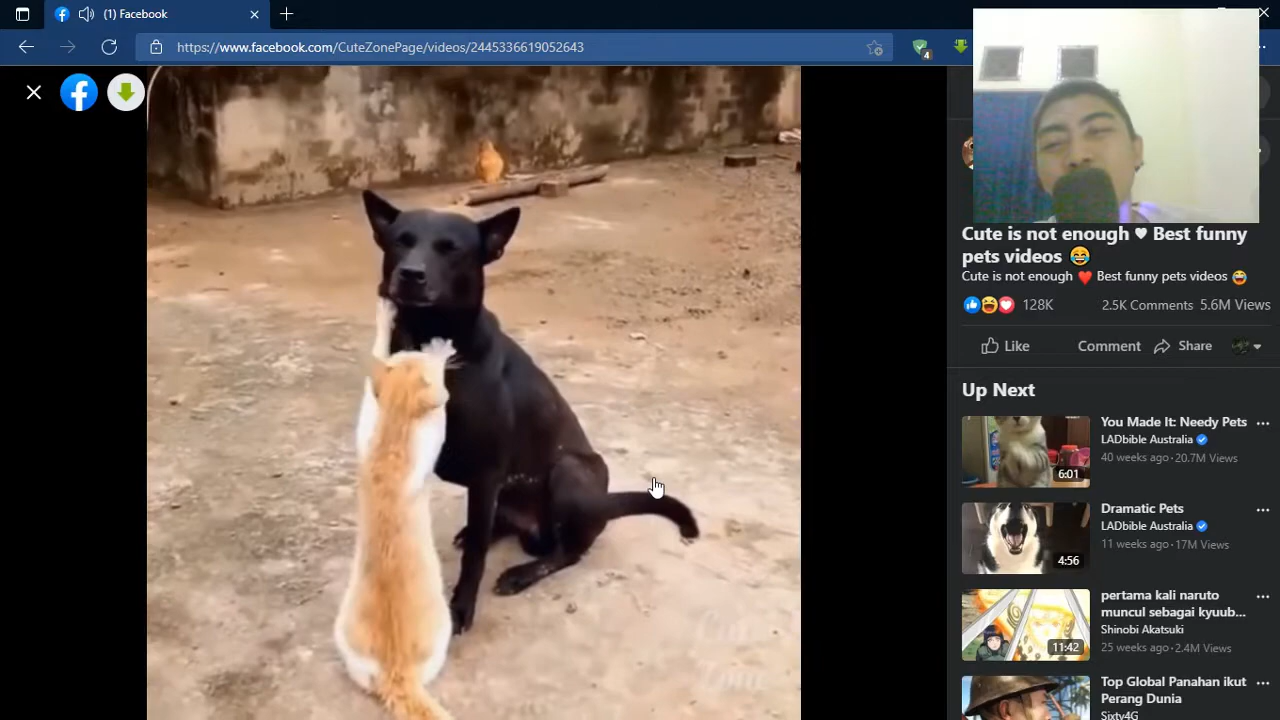 (1) Facebook
https://www.facebook.com/CuteZonePage/videos/2445336619052643
4
Cute is not enough ♥ Best funny
pets videos 😂
Cute is not enough ❤️ Best funny pets videos 😂
128K 2.5K Comments 5.6M Views
Like Comment Share
Up Next
You Made It: Needy Pets
LADbible Australia
40 weeks ago · 20.7M Views
6:01
Dramatic Pets
LADbible Australia
11 weeks ago · 17M Views
4:56
pertama kali naruto
muncul sebagai kyuub...
Shinobi Akatsuki
25 weeks ago · 2.4M Views
11:42
Top Global Panahan ikut
Perang Dunia
Sixty4G
Cute
Zone